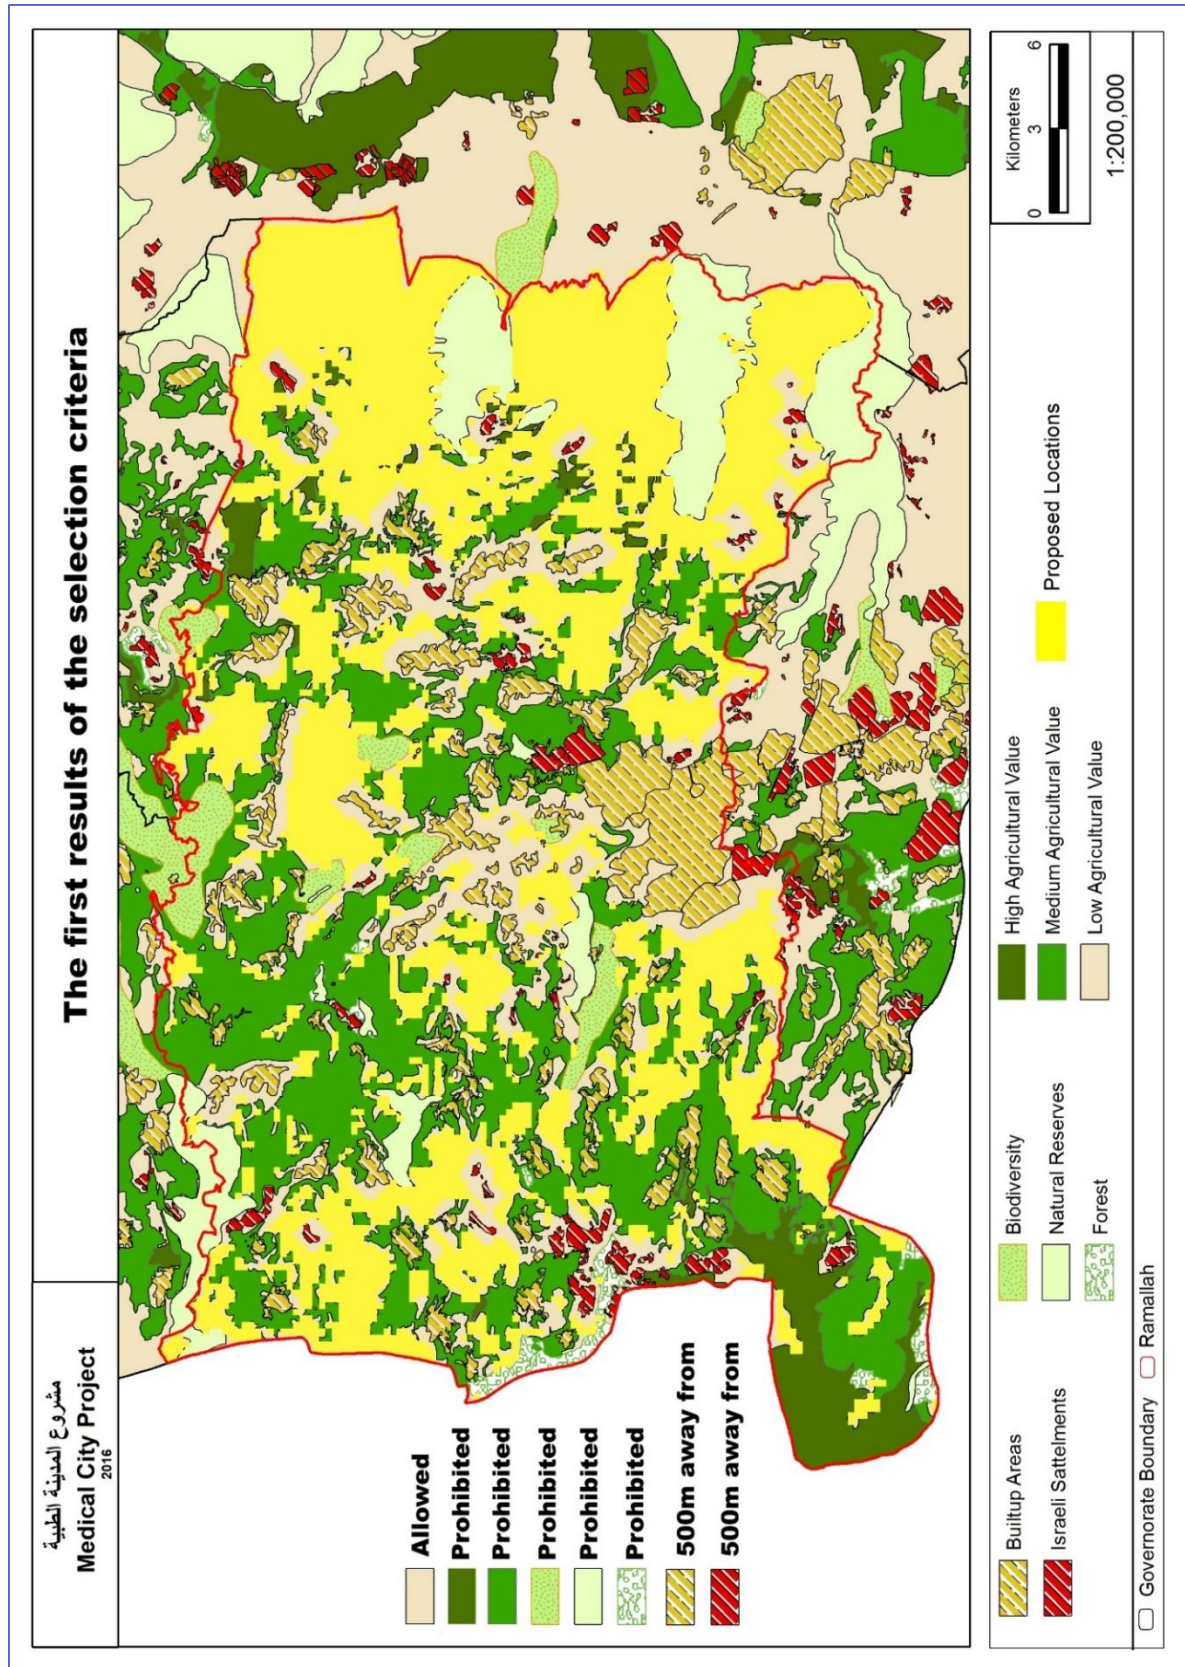 مشروع المدينة الطبية
Medical City Project
2016
The first results of the selection criteria
Allowed
Prohibited
Prohibited
Prohibited
Prohibited
Prohibited
500m away from
500m away from
Builtup Areas
Israeli Sattelments
Biodiversity
Natural Reserves
Forest
High Agricultural Value
Medium Agricultural Value
Low Agricultural Value
Proposed Locations
Governorate Boundary
Ramallah
Kilometers
0 3 6
1:200,000